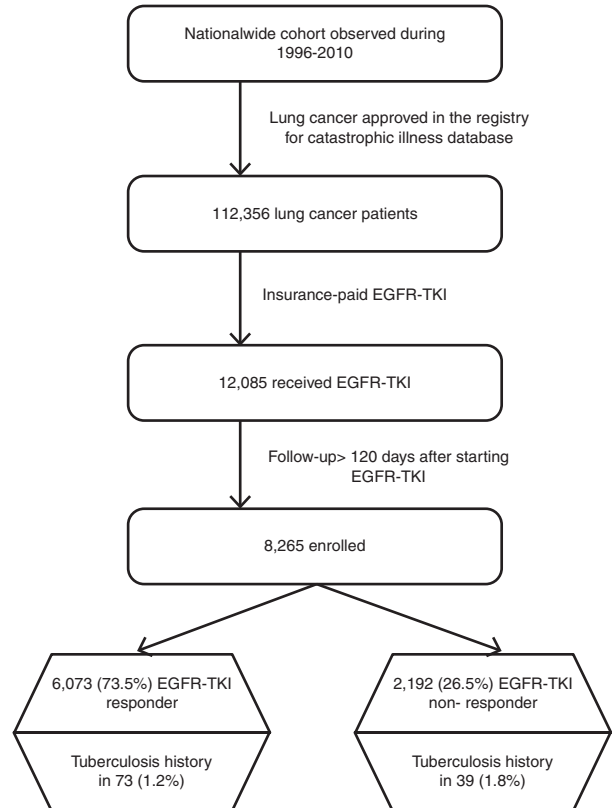 Nationalwide cohort observed during
1996-2010
Lung cancer approved in the registry
for catastrophic illness database
112,356 lung cancer patients
Insurance-paid EGFR-TKI
12,085 received EGFR-TKI
Follow-up> 120 days after starting
EGFR-TKI
8,265 enrolled
6,073 (73.5%) EGFR-TKI
responder
Tuberculosis history
in 73 (1.2%)
2,192 (26.5%) EGFR-TKI
non- responder
Tuberculosis history
in 39 (1.8%)